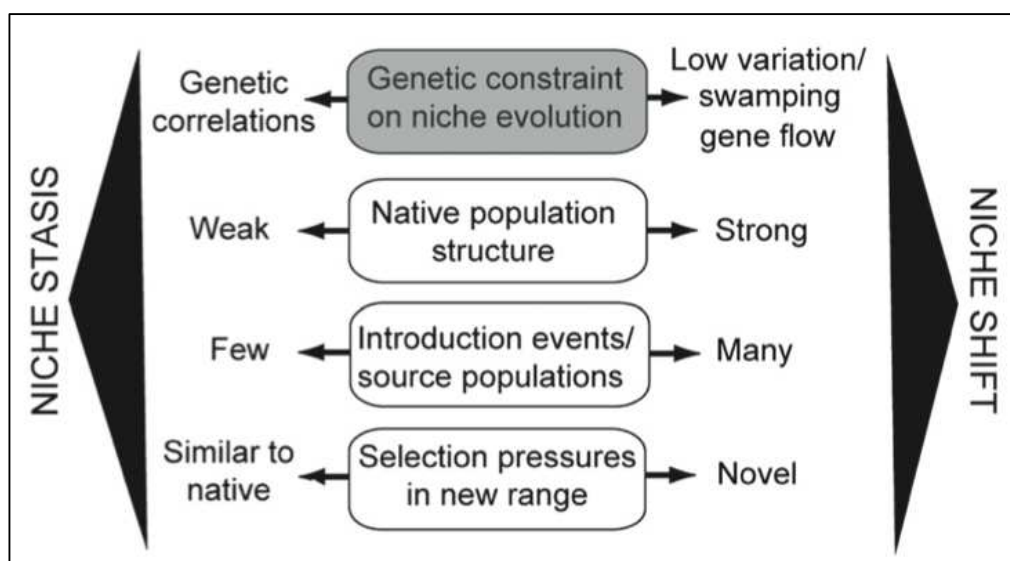 NICHE STASIS
Genetic
correlations
Genetic constraint
on niche evolution
Low variation/
swamping
gene flow
Weak
Native population
structure
Strong
Few
Introduction events/
source populations
Many
Similar to
native
Selection pressures
in new range
Novel
NICHE SHIFT